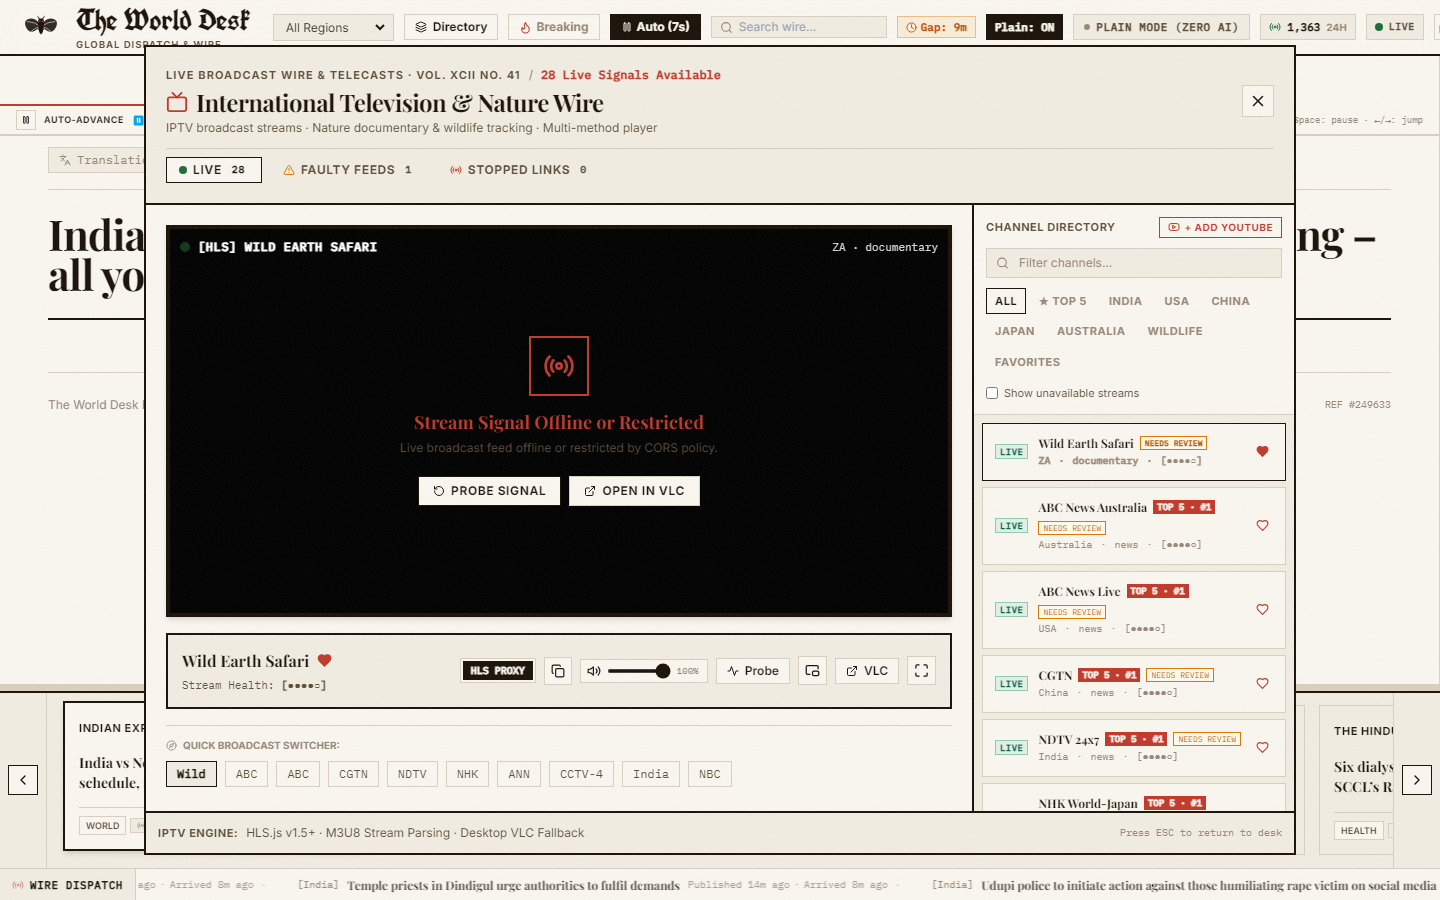 The World Desk
GLOBAL DISPATCH & WIRE
All Regions
Directory
Breaking
Auto (7s)
Search wire...
Gap: 9m
Plain: ON
PLAIN MODE (ZERO AI)
1,363 24H
LIVE
AUTO-ADVANCE
Space: pause · ←/→: jump
Translatio
India
ng –
all yo
The World Desk
REF #249633
LIVE BROADCAST WIRE & TELECASTS · VOL. XCII NO. 41 / 28 Live Signals Available
International Television & Nature Wire
IPTV broadcast streams · Nature documentary & wildlife tracking · Multi-method player
LIVE 28
FAULTY FEEDS 1
STOPPED LINKS 0
[HLS] WILD EARTH SAFARI
ZA · documentary
Stream Signal Offline or Restricted
Live broadcast feed offline or restricted by CORS policy.
PROBE SIGNAL
OPEN IN VLC
Wild Earth Safari
Stream Health: [●●●●○]
HLS PROXY
100%
Probe
VLC
QUICK BROADCAST SWITCHER:
Wild
ABC
ABC
CGTN
NDTV
NHK
ANN
CCTV-4
India
NBC
CHANNEL DIRECTORY
+ ADD YOUTUBE
Filter channels...
ALL
★ TOP 5
INDIA
USA
CHINA
JAPAN
AUSTRALIA
WILDLIFE
FAVORITES
Show unavailable streams
LIVE
Wild Earth Safari NEEDS REVIEW
ZA · documentary · [●●●●○]
LIVE
ABC News Australia TOP 5 · #1
NEEDS REVIEW
Australia · news · [●●●●○]
LIVE
ABC News Live TOP 5 · #1
NEEDS REVIEW
USA · news · [●●●●○]
LIVE
CGTN TOP 5 · #1 NEEDS REVIEW
China · news · [●●●●○]
LIVE
NDTV 24x7 TOP 5 · #1 NEEDS REVIEW
India · news · [●●●●○]
NHK World-Japan TOP 5 · #1
IPTV ENGINE: HLS.js v1.5+ · M3U8 Stream Parsing · Desktop VLC Fallback
Press ESC to return to desk
INDIAN EXP
India vs Ne
schedule,
WORLD
THE HINDU
Six dialys
SCCL's R
HEALTH
WIRE DISPATCH
ago · Arrived 8m ago ·
[India] Temple priests in Dindigul urge authorities to fulfil demands Published 14m ago · Arrived 8m ago ·
[India] Udupi police to initiate action against those humiliating rape victim on social media